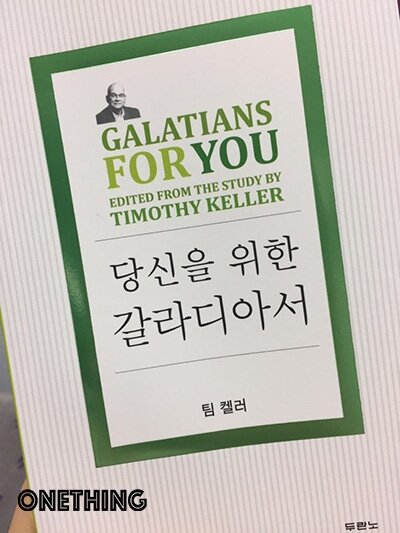 GALATIANS
FOR YOU
EDITED FROM THE STUDY BY
TIMOTHY KELLER
당신을 위한
갈라디아서
팀 켈러
ONETHING
두란노